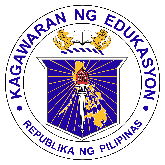 KAGAWARAN NG EDUKASYON
REPUBLIKA NG PILIPINAS